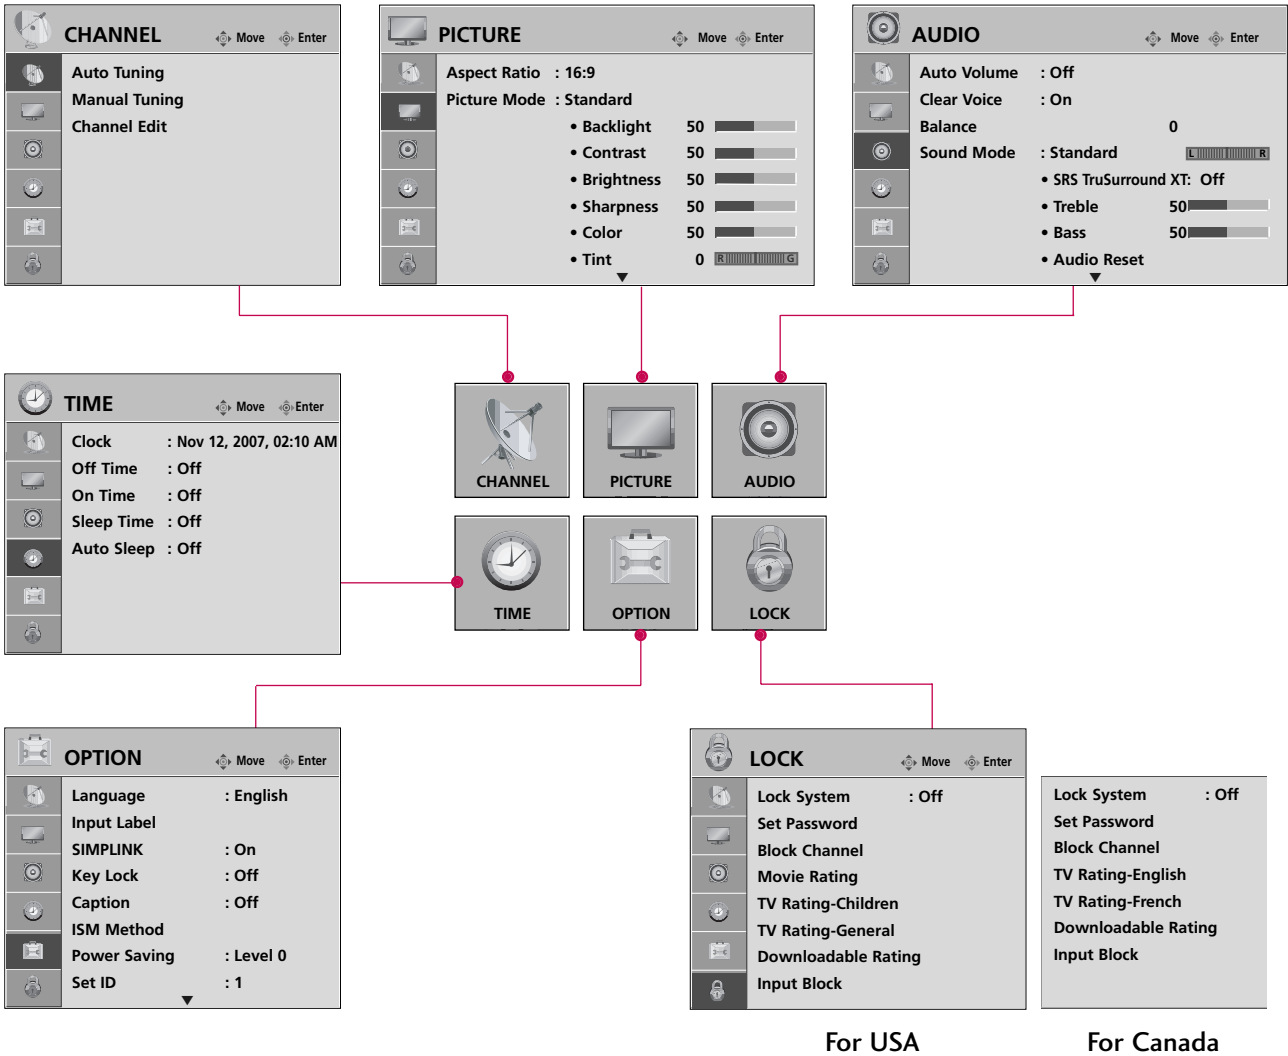 CHANNEL Move Enter
Auto Tuning
Manual Tuning
Channel Edit
PICTURE Move Enter
Aspect Ratio : 16:9
Picture Mode : Standard
• Backlight 50
• Contrast 50
• Brightness 50
• Sharpness 50
• Color 50
• Tint 0 R G
AUDIO Move Enter
Auto Volume : Off
Clear Voice : On
Balance 0
Sound Mode : Standard L R
• SRS TruSurround XT: Off
• Treble 50
• Bass 50
• Audio Reset
TIME Move Enter
Clock : Nov 12, 2007, 02:10 AM
Off Time : Off
On Time : Off
Sleep Time : Off
Auto Sleep : Off
CHANNEL
PICTURE
AUDIO
TIME
OPTION
LOCK
OPTION Move Enter
Language : English
Input Label
SIMPLINK : On
Key Lock : Off
Caption : Off
ISM Method
Power Saving : Level 0
Set ID : 1
LOCK Move Enter
Lock System : Off
Set Password
Block Channel
Movie Rating
TV Rating-Children
TV Rating-General
Downloadable Rating
Input Block
For USA
Lock System : Off
Set Password
Block Channel
TV Rating-English
TV Rating-French
Downloadable Rating
Input Block
For Canada